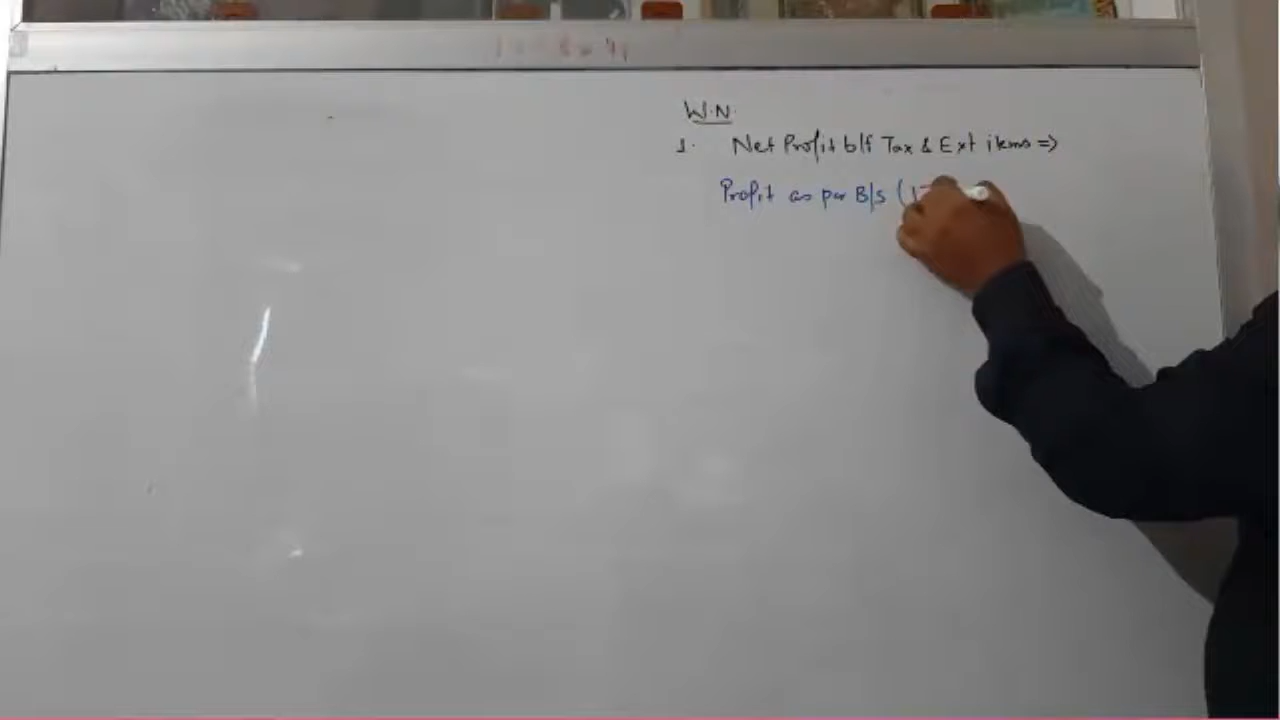 W.N.
1. Net Profit b/f Tax & Ext items =>
Profit as per B/S (